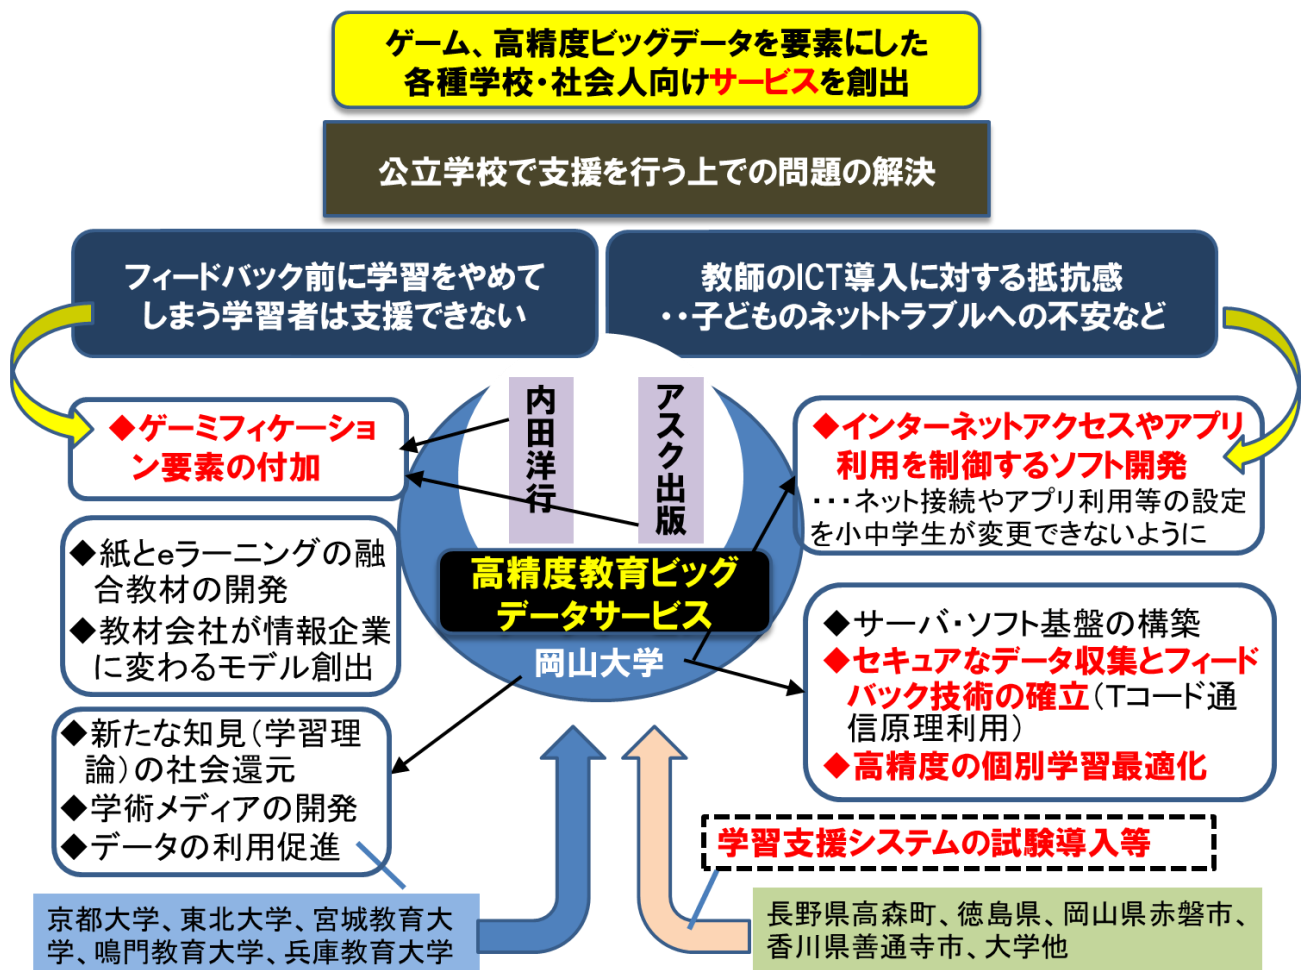 ゲーム、高精度ビッグデータを要素にした
各種学校・社会人向けサービスを創出
公立学校で支援を行う上での問題の解決
フィードバック前に学習をやめて
しまう学習者は支援できない
教師のICT導入に対する抵抗感
・・子どものネットトラブルへの不安など
◆ゲーミフィケーショ
ン要素の付加
内田洋行
アスク出版
◆インターネットアクセスやアプリ
利用を制御するソフト開発
・・・ネット接続やアプリ利用等の設定
を小中学生が変更できないように
◆紙とeラーニングの融
合教材の開発
◆教材会社が情報企業
に変わるモデル創出
高精度教育ビッグ
データサービス
岡山大学
◆サーバ・ソフト基盤の構築
◆セキュアなデータ収集とフィード
バック技術の確立(Tコード通
信原理利用)
◆高精度の個別学習最適化
◆新たな知見(学習理
論)の社会還元
◆学術メディアの開発
◆データの利用促進
学習支援システムの試験導入等
京都大学、東北大学、宮城教育大
学、鳴門教育大学、兵庫教育大学
長野県高森町、徳島県、岡山県赤磐市、
香川県善通寺市、大学他